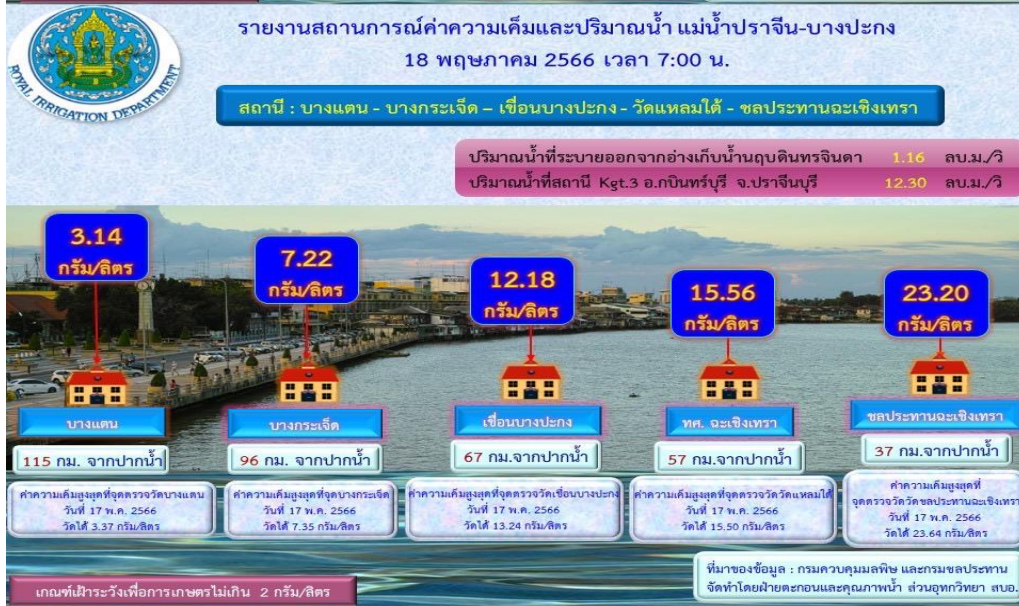 รายงานสถานการณ์ค่าความเค็มและปริมาณน้ำ แม่น้ำปราจีน-บางปะกง
18 พฤษภาคม 2566 เวลา 7:00 น.
ROYAL IRRIGATION DEPARTMENT
สถานี : บางแตน - บางกระเจ็ด – เขื่อนบางปะกง - วัดแหลมใต้ - ชลประทานฉะเชิงเทรา
ปริมาณน้ำที่ระบายออกจากอ่างเก็บน้ำนฤบดินทรจินดา 1.16 ลบ.ม./วิ
ปริมาณน้ำที่สถานี Kgt.3 อ.กบินทร์บุรี จ.ปราจีนบุรี 12.30 ลบ.ม./วิ
3.14
กรัม/ลิตร
7.22
กรัม/ลิตร
12.18
กรัม/ลิตร
15.56
กรัม/ลิตร
23.20
กรัม/ลิตร
บางแตน
บางกระเจ็ด
เขื่อนบางปะกง
ทศ. ฉะเชิงเทรา
ชลประทานฉะเชิงเทรา
115 กม. จากปากน้ำ
96 กม. จากปากน้ำ
67 กม.จากปากน้ำ
57 กม.จากปากน้ำ
37 กม.จากปากน้ำ
ค่าความเค็มสูงสุดที่จุดตรวจวัดบางแตน
วันที่ 17 พ.ค. 2566
วัดได้ 3.37 กรัม/ลิตร
ค่าความเค็มสูงสุดที่จุดบางกระเจ็ด
วันที่ 17 พ.ค. 2566
วัดได้ 7.35 กรัม/ลิตร
ค่าความเค็มสูงสุดที่จุดตรวจวัดเขื่อนบางปะกง
วันที่ 17 พ.ค. 2566
วัดได้ 13.24 กรัม/ลิตร
ค่าความเค็มสูงสุดที่จุดตรวจวัดวัดแหลมใต้
วันที่ 17 พ.ค. 2566
วัดได้ 15.50 กรัม/ลิตร
ค่าความเค็มสูงสุดที่
จุดตรวจวัดวัดชลประทานฉะเชิงเทรา
วันที่ 17 พ.ค. 2566
วัดได้ 23.64 กรัม/ลิตร
เกณฑ์เฝ้าระวังเพื่อการเกษตรไม่เกิน 2 กรัม/ลิตร
ที่มาของข้อมูล : กรมควบคุมมลพิษ และกรมชลประทาน
จัดทำโดยฝ่ายตะกอนและคุณภาพน้ำ ส่วนอุทกวิทยา สบอ.